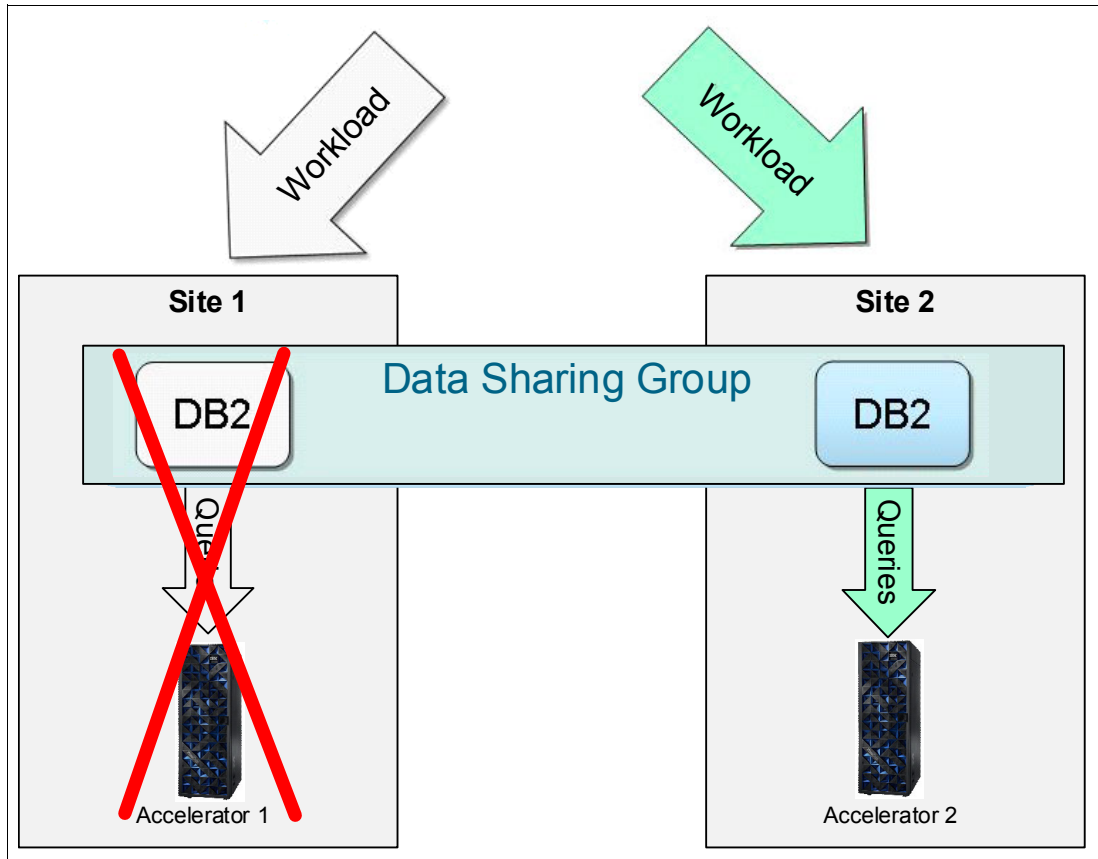 Workload
Workload
Site 1
Site 2
Data Sharing Group
DB2
DB2
Queries
Accelerator 1
Accelerator 2